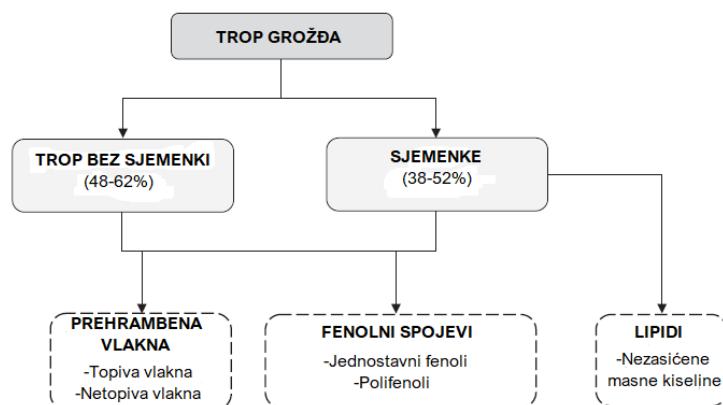 TROP GROŽĐA
TROP BEZ SJEMENKI
(48-62%)
SJEMENKE
(38-52%)
PREHRAMBENA
VLAKNA
-Topiva vlakna
-Netopiva vlakna
FENOLNI SPOJEVI
-Jednostavni fenoli
-Polifenoli
LIPIDI
-Nezasićene
masne kiseline